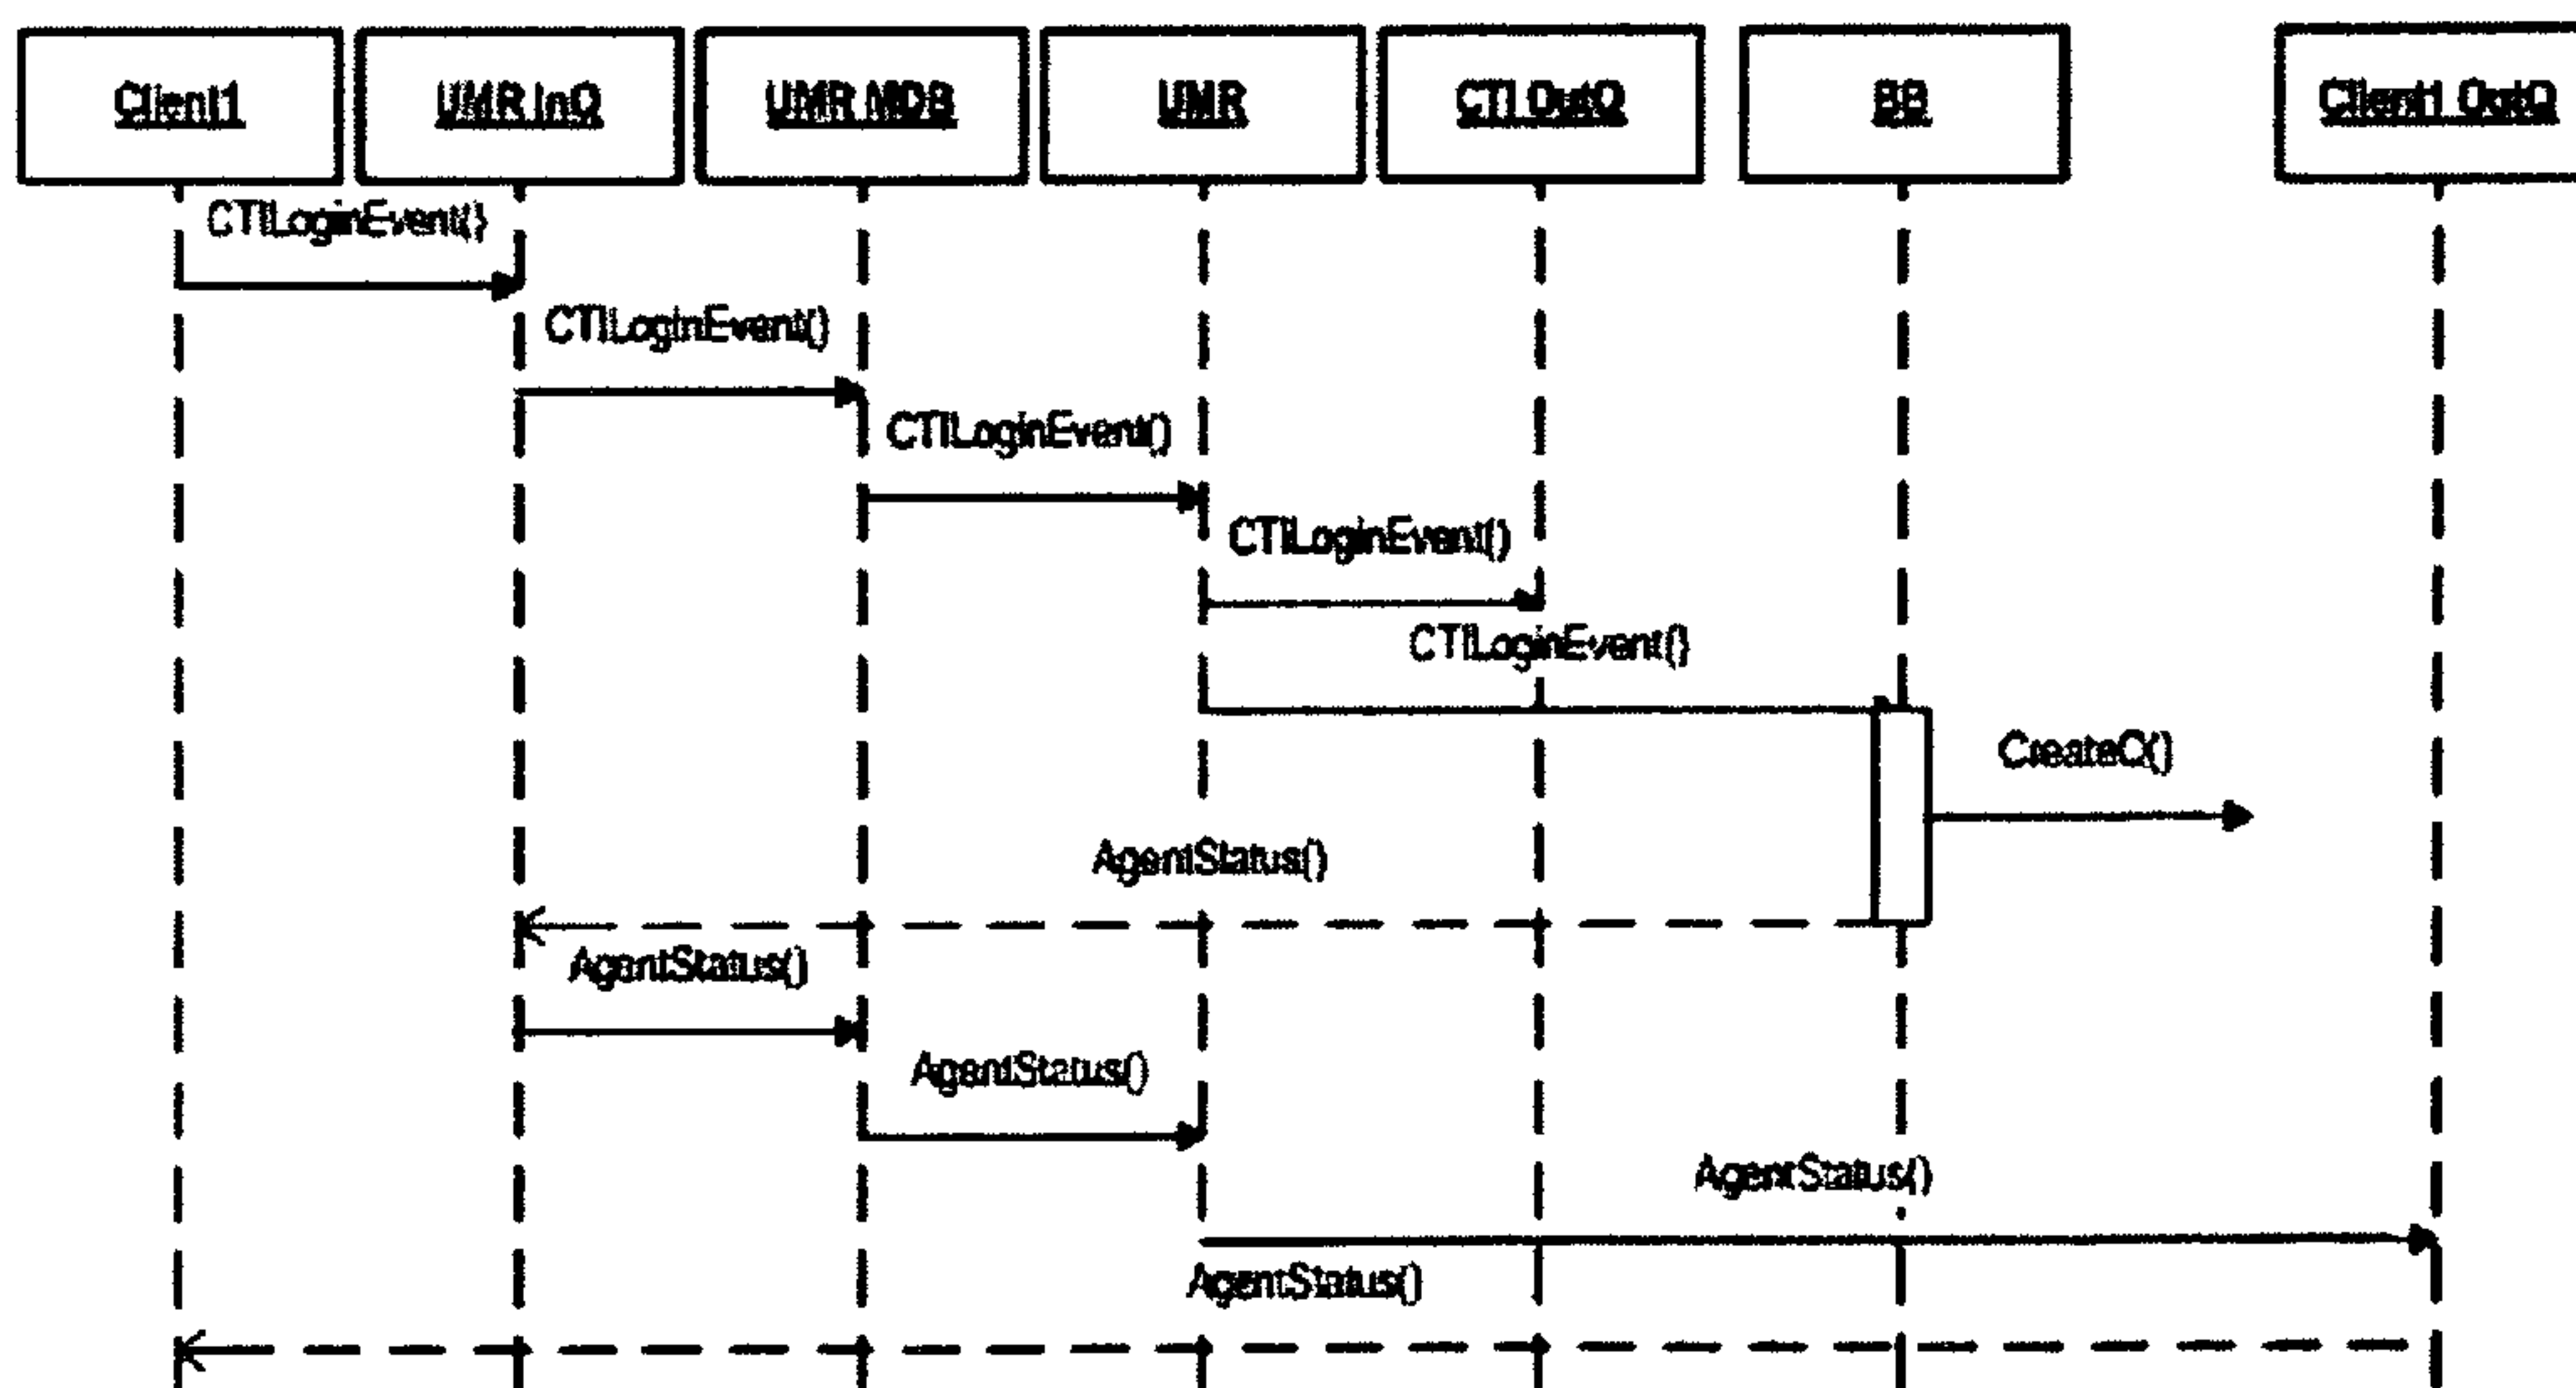 Client1
UMR InQ
UMR MDB
UMR
CTI OutQ
BB
Client1 OutQ
CTILoginEvent()
CTILoginEvent()
CTILoginEvent()
CTILoginEvent()
CTILoginEvent()
CreateQ()
AgentStatus()
AgentStatus()
AgentStatus()
AgentStatus()
AgentStatus()